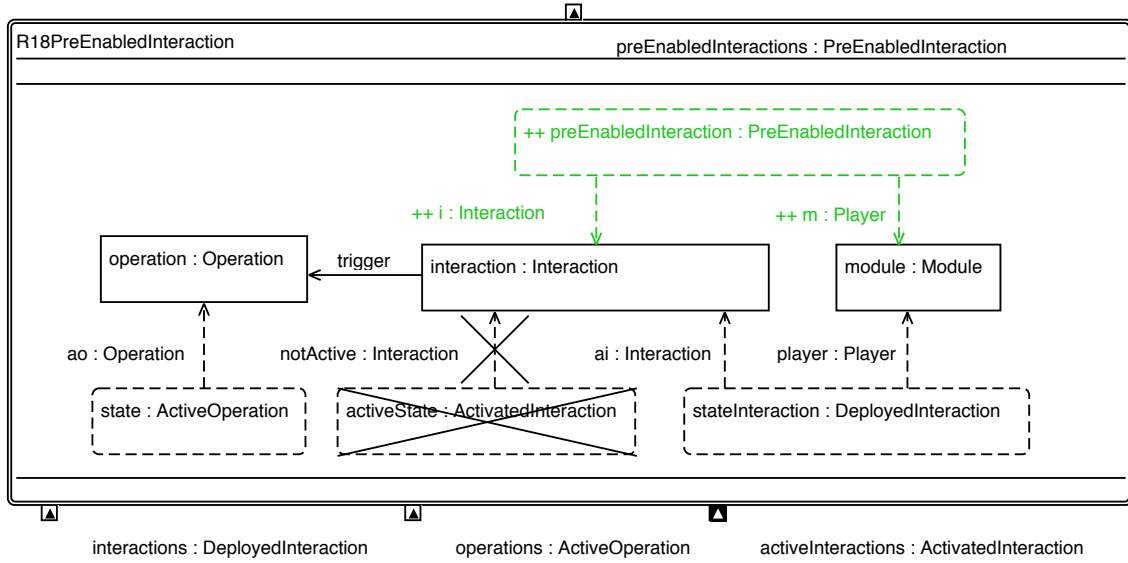 R18PreEnabledInteraction
preEnabledInteractions : PreEnabledInteraction
++ preEnabledInteraction : PreEnabledInteraction
++ i : Interaction
++ m : Player
operation : Operation
trigger
interaction : Interaction
module : Module
ao : Operation
notActive : Interaction
ai : Interaction
player : Player
state : ActiveOperation
activeState : ActivatedInteraction
stateInteraction : DeployedInteraction
interactions : DeployedInteraction
operations : ActiveOperation
activeInteractions : ActivatedInteraction